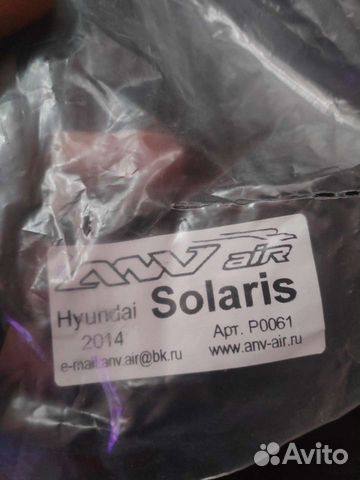 ANV air
Hyundai Solaris
2014 Арт. P0061
e-mail:anv.air@bk.ru www.anv-air.ru
Avito